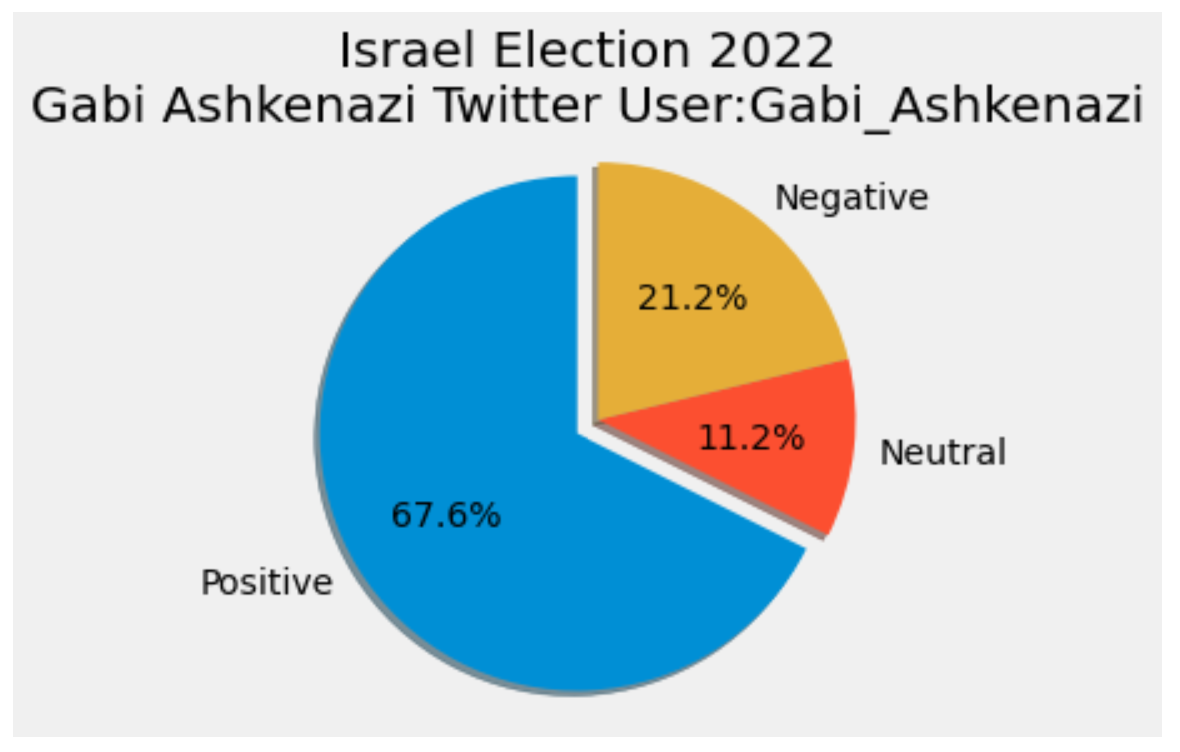 Israel Election 2022
Gabi Ashkenazi Twitter User:Gabi_Ashkenazi
Negative
21.2%
11.2%
Neutral
67.6%
Positive